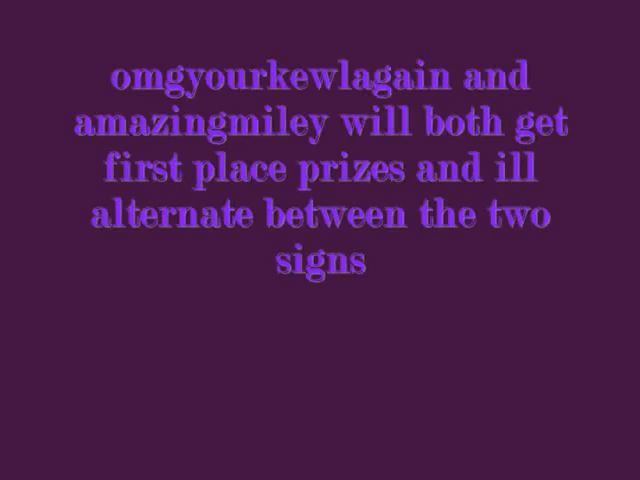 omgyourkewlagain and
amazingmiley will both get
first place prizes and ill
alternate between the two
signs